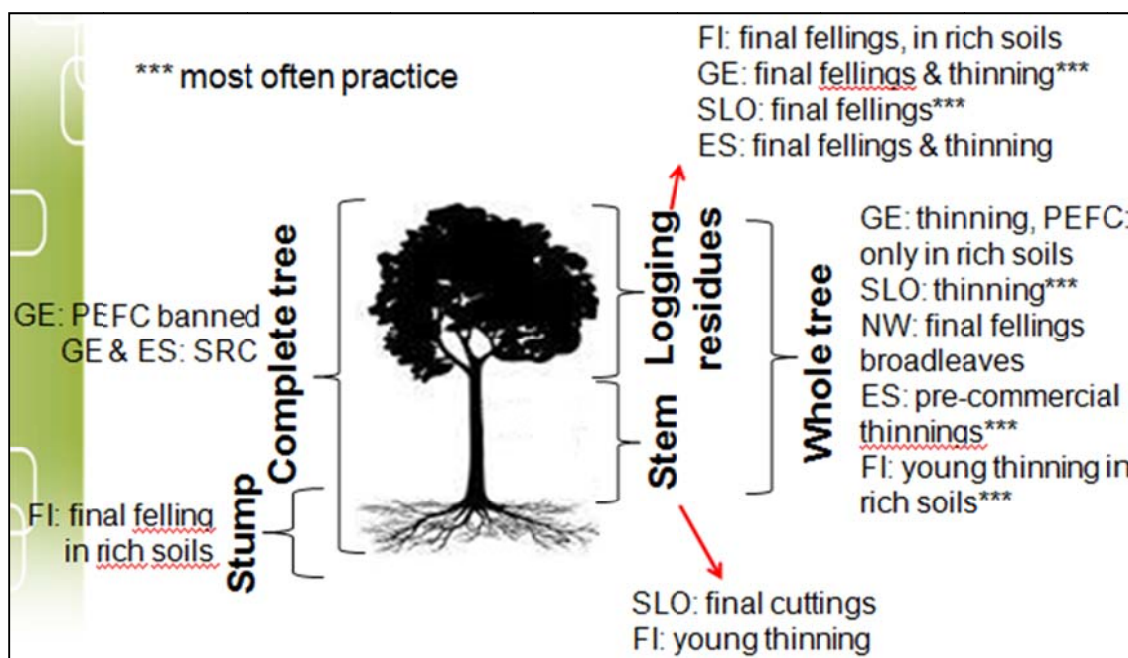 *** most often practice
FI: final fellings, in rich soils
GE: final fellings & thinning***
SLO: final fellings***
ES: final fellings & thinning
GE: PEFC banned
GE & ES: SRC
Complete tree
Logging
residues
Stem
Whole tree
GE: thinning, PEFC:
only in rich soils
SLO: thinning***
NW: final fellings
broadleaves
ES: pre-commercial
thinnings***
FI: young thinning in
rich soils***
FI: final felling
in rich soils
Stump
SLO: final cuttings
FI: young thinning